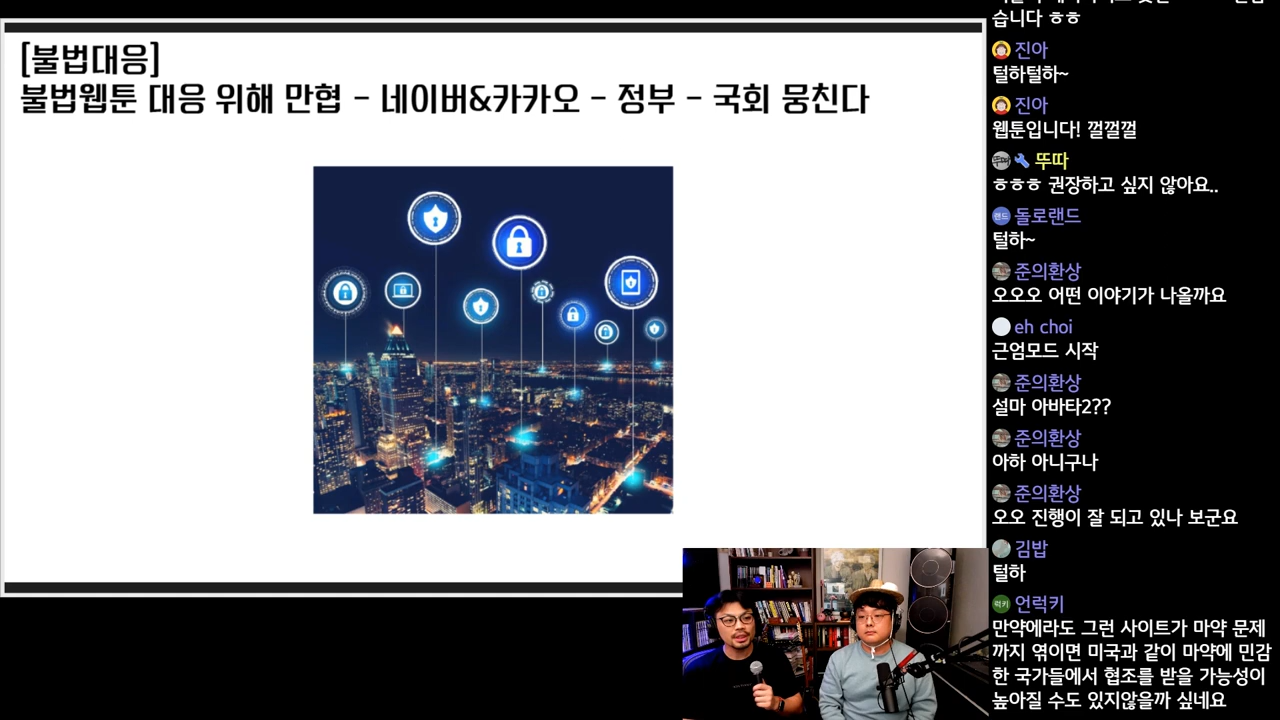 [불법대응]
불법웹툰 대응 위해 만협 - 네이버&카카오 - 정부 - 국회 뭉친다
습니다 ㅎㅎ
진아
털하털하~
진아
웹툰입니다! 껄껄껄
뚜따
ㅎㅎㅎ 권장하고 싶지 않아요..
랜드 돌로랜드
털하~
준의환상
오오오 어떤 이야기가 나올까요
eh choi
근엄모드 시작
준의환상
설마 아바타2??
준의환상
아하 아니구나
준의환상
오오 진행이 잘 되고 있나 보군요
김밥
털하
럭키 언럭키
만약에라도 그런 사이트가 마약 문제
까지 엮이면 미국과 같이 마약에 민감
한 국가들에서 협조를 받을 가능성이
높아질 수도 있지않을까 싶네요